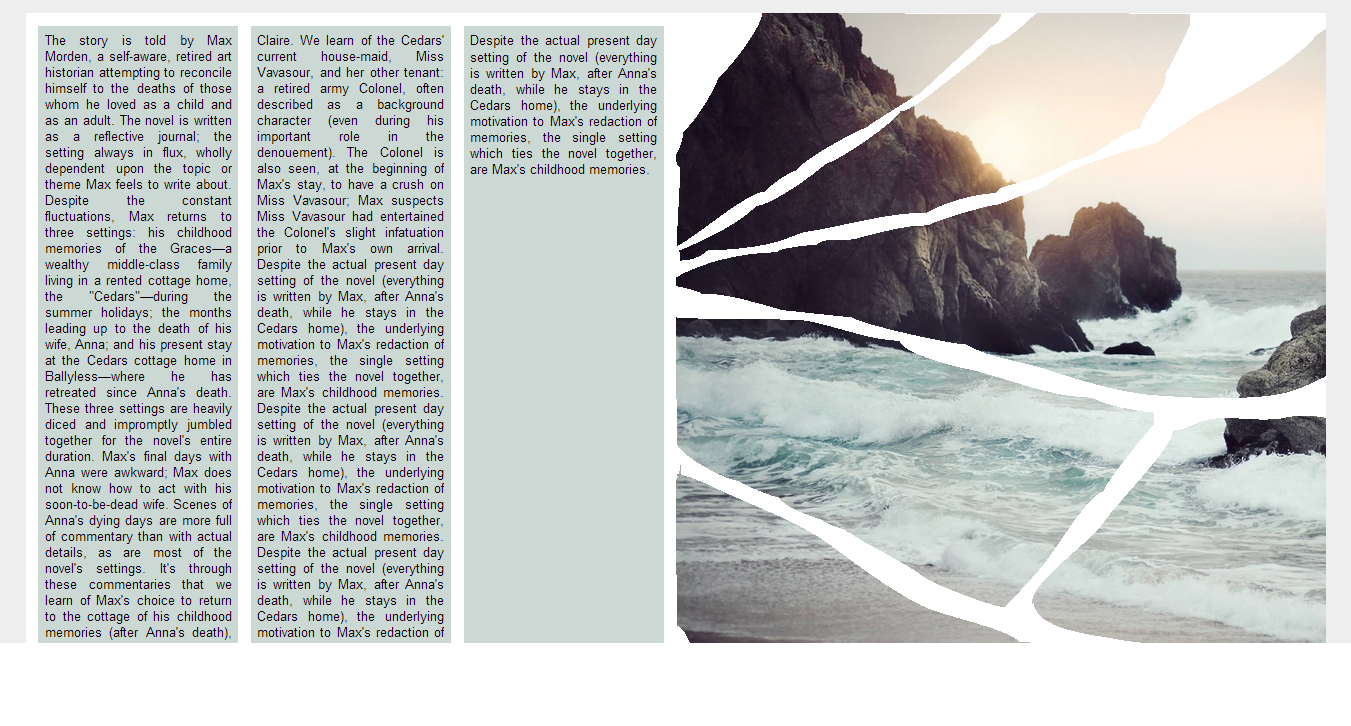 The story is told by Max
Morden, a self-aware, retired art
historian attempting to reconcile
himself to the deaths of those
whom he loved as a child and
as an adult. The novel is written
as a reflective journal; the
setting always in flux, wholly
dependent upon the topic or
theme Max feels to write about.
Despite the constant
fluctuations, Max returns to
three settings: his childhood
memories of the Graces—a
wealthy middle-class family
living in a rented cottage home,
the "Cedars"—during the
summer holidays; the months
leading up to the death of his
wife, Anna; and his present stay
at the Cedars cottage home in
Ballyless—where he has
retreated since Anna's death.
These three settings are heavily
diced and impromptly jumbled
together for the novel's entire
duration. Max's final days with
Anna were awkward; Max does
not know how to act with his
soon-to-be-dead wife. Scenes of
Anna's dying days are more full
of commentary than with actual
details, as are most of the
novel's settings. It's through
these commentaries that we
learn of Max's choice to return
to the cottage of his childhood
memories (after Anna's death),
Claire. We learn of the Cedars'
current house-maid, Miss
Vavasour, and her other tenant:
a retired army Colonel, often
described as a background
character (even during his
important role in the
denouement). The Colonel is
also seen, at the beginning of
Max's stay, to have a crush on
Miss Vavasour; Max suspects
Miss Vavasour had entertained
the Colonel's slight infatuation
prior to Max's own arrival.
Despite the actual present day
setting of the novel (everything
is written by Max, after Anna's
death, while he stays in the
Cedars home), the underlying
motivation to Max's redaction of
memories, the single setting
which ties the novel together,
are Max's childhood memories.
Despite the actual present day
setting of the novel (everything
is written by Max, after Anna's
death, while he stays in the
Cedars home), the underlying
motivation to Max's redaction of
memories, the single setting
which ties the novel together,
are Max's childhood memories.
Despite the actual present day
setting of the novel (everything
is written by Max, after Anna's
death, while he stays in the
Cedars home), the underlying
motivation to Max's redaction of
Despite the actual present day
setting of the novel (everything
is written by Max, after Anna's
death, while he stays in the
Cedars home), the underlying
motivation to Max's redaction of
memories, the single setting
which ties the novel together,
are Max's childhood memories.